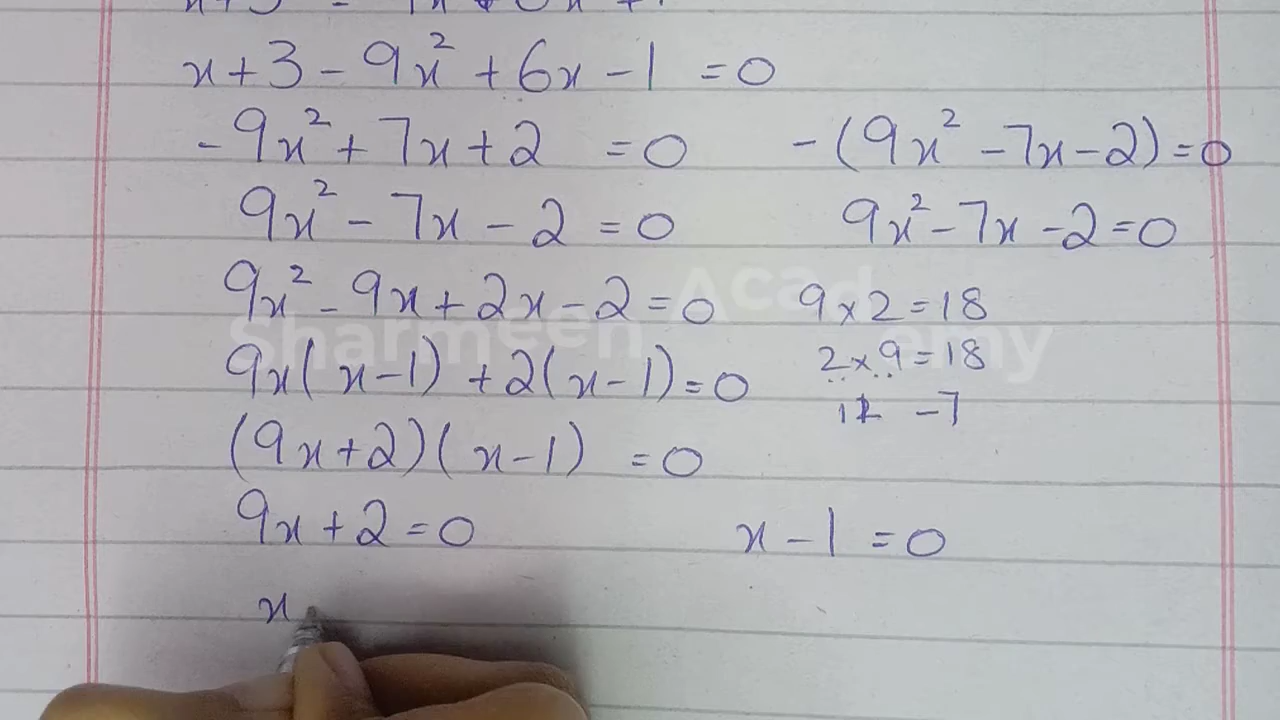 x+3-9x²+6x-1 =0
-9x²+7x+2 =0 -(9x²-7x-2)=0
9x²-7x-2=0 9x²-7x-2=0
9x²-9x+2x-2=0 9×2=18
9x(x-1)+2(x-1)=0 2×9=18
-7
(9x+2)(x-1) =0
9x+2=0 x-1=0
x
Sharmeen Academy